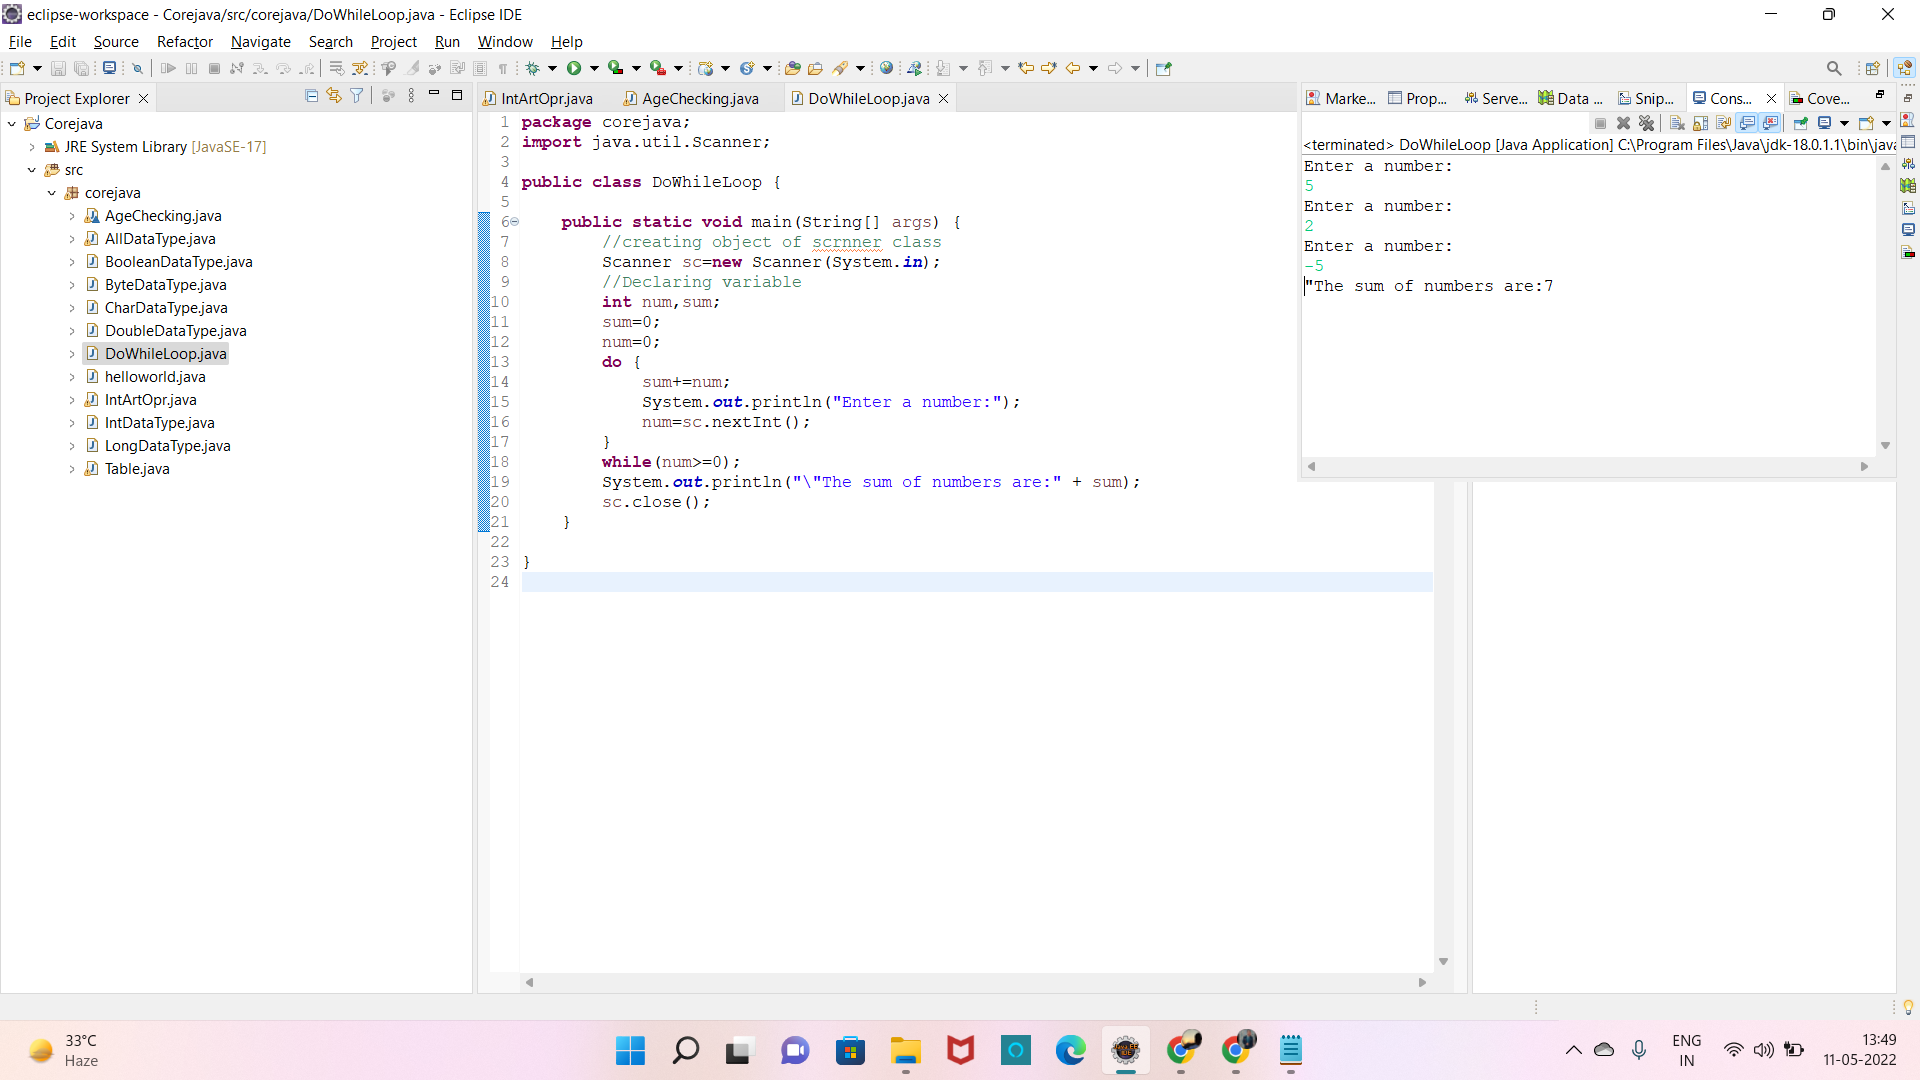 eclipse-workspace - Corejava/src/corejava/DoWhileLoop.java - Eclipse IDE
File Edit Source Refactor Navigate Search Project Run Window Help
Project Explorer
Corejava
JRE System Library [JavaSE-17]
src
corejava
AgeChecking.java
AllDataType.java
BooleanDataType.java
ByteDataType.java
CharDataType.java
DoubleDataType.java
DoWhileLoop.java
helloworld.java
IntArtOpr.java
IntDataType.java
LongDataType.java
Table.java
IntArtOpr.java AgeChecking.java DoWhileLoop.java
1 package corejava;
2 import java.util.Scanner;
3
4 public class DoWhileLoop {
5
6 public static void main(String[] args) {
7 //creating object of scrnner class
8 Scanner sc=new Scanner(System.in);
9 //Declaring variable
10 int num,sum;
11 sum=0;
12 num=0;
13 do {
14 sum+=num;
15 System.out.println("Enter a number:");
16 num=sc.nextInt();
17 }
18 while(num>=0);
19 System.out.println("\"The sum of numbers are:" + sum);
20 sc.close();
21 }
22
23 }
24
Marke... Prop... Serve... Data ... Snip... Cons... Cove...
<terminated> DoWhileLoop [Java Application] C:\Program Files\Java\jdk-18.0.1.1\bin\java
Enter a number:
5
Enter a number:
2
Enter a number:
-5
"The sum of numbers are:7
33°C
Haze
ENG
IN
13:49
11-05-2022